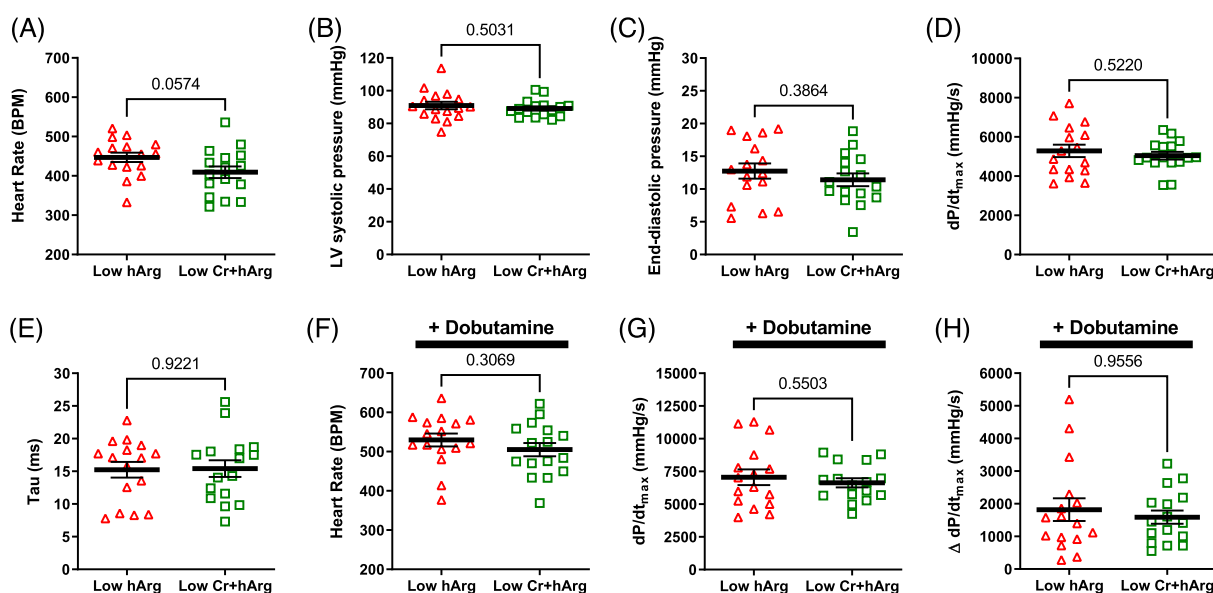 (A)
Heart Rate (BPM)
700
600
500
400
300
200
0.0574
Low hArg
Low Cr+hArg
(B)
LV systolic pressure (mmHg)
120
100
80
60
40
20
0
0.5031
Low hArg
Low Cr+hArg
(C)
End-diastolic pressure (mmHg)
30
25
20
15
10
5
0
0.3864
Low hArg
Low Cr+hArg
(D)
dP/dtmax (mmHg/s)
10000
8000
6000
4000
2000
0
0.5220
Low hArg
Low Cr+hArg
(E)
Tau (ms)
30
25
20
15
10
5
0
0.9221
Low hArg
Low Cr+hArg
(F)
+ Dobutamine
Heart Rate (BPM)
700
600
500
400
300
200
0.3069
Low hArg
Low Cr+hArg
(G)
+ Dobutamine
dP/dtmax (mmHg/s)
15000
12500
10000
7500
5000
2500
0
0.5503
Low hArg
Low Cr+hArg
(H)
+ Dobutamine
Δ dP/dtmax (mmHg/s)
6000
5000
4000
3000
2000
1000
0
0.9556
Low hArg
Low Cr+hArg